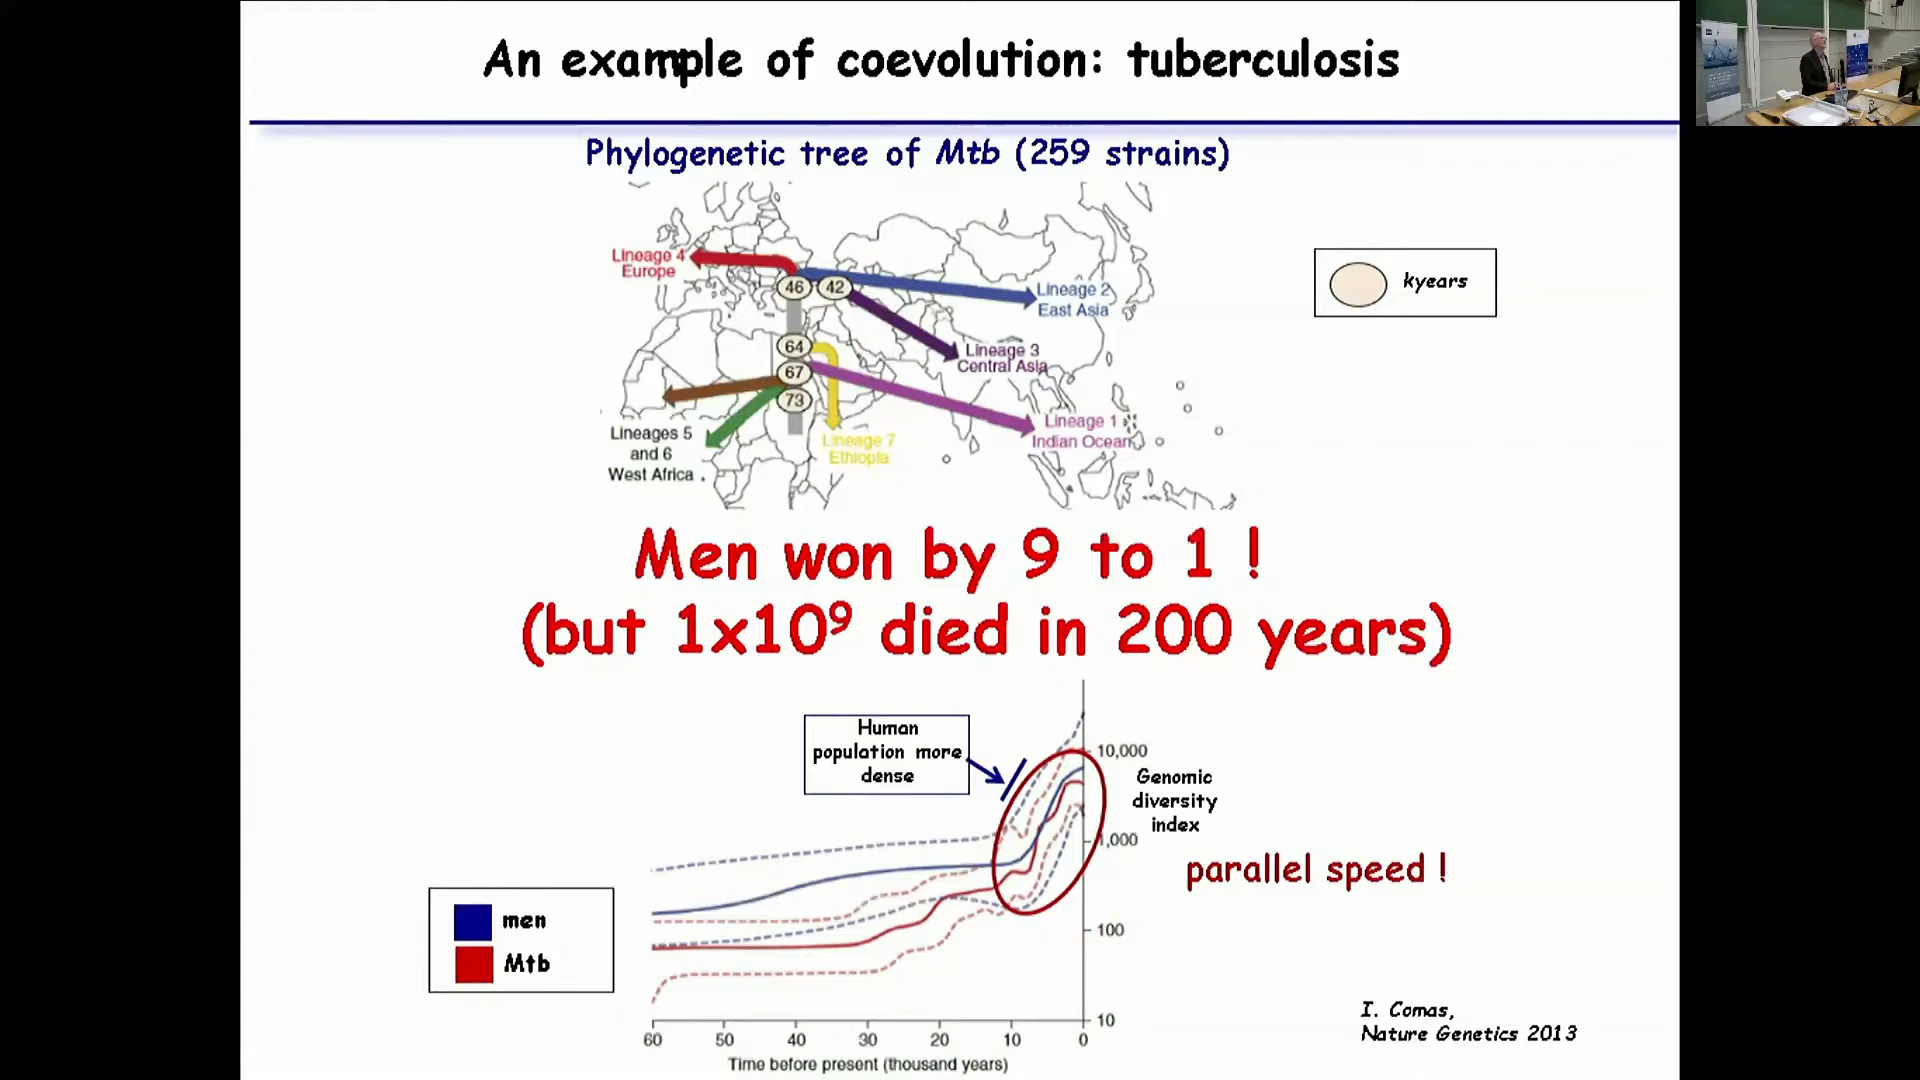 An example of coevolution: tuberculosis
Phylogenetic tree of Mtb (259 strains)
Lineage 4
Europe
46
42
Lineage 2
East Asia
kyears
64
Lineage 3
Central Asia
67
73
Lineage 1
Indian Ocean
Lineages 5
and 6
West Africa
Lineage 7
Ethiopia
Men won by 9 to 1 !
(but 1x10⁹ died in 200 years)
Human
population more
dense
10,000
Genomic
diversity
index
1,000
parallel speed !
100
men
Mtb
10
60 50 40 30 20 10 0
Time before present (thousand years)
I. Comas,
Nature Genetics 2013